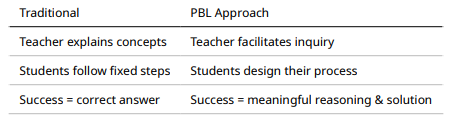 Traditional PBL Approach
Teacher explains concepts Teacher facilitates inquiry
Students follow fixed steps Students design their process
Success = correct answer Success = meaningful reasoning & solution